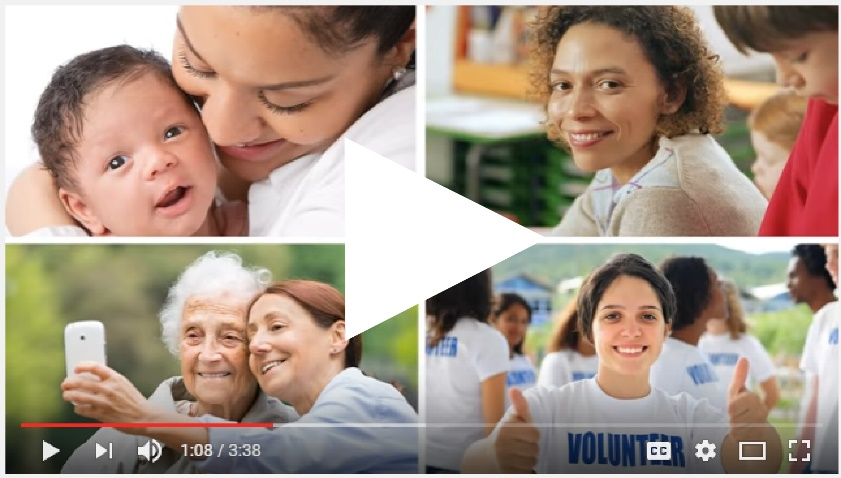 VOLUNTEER
1:08 / 3:38
CC